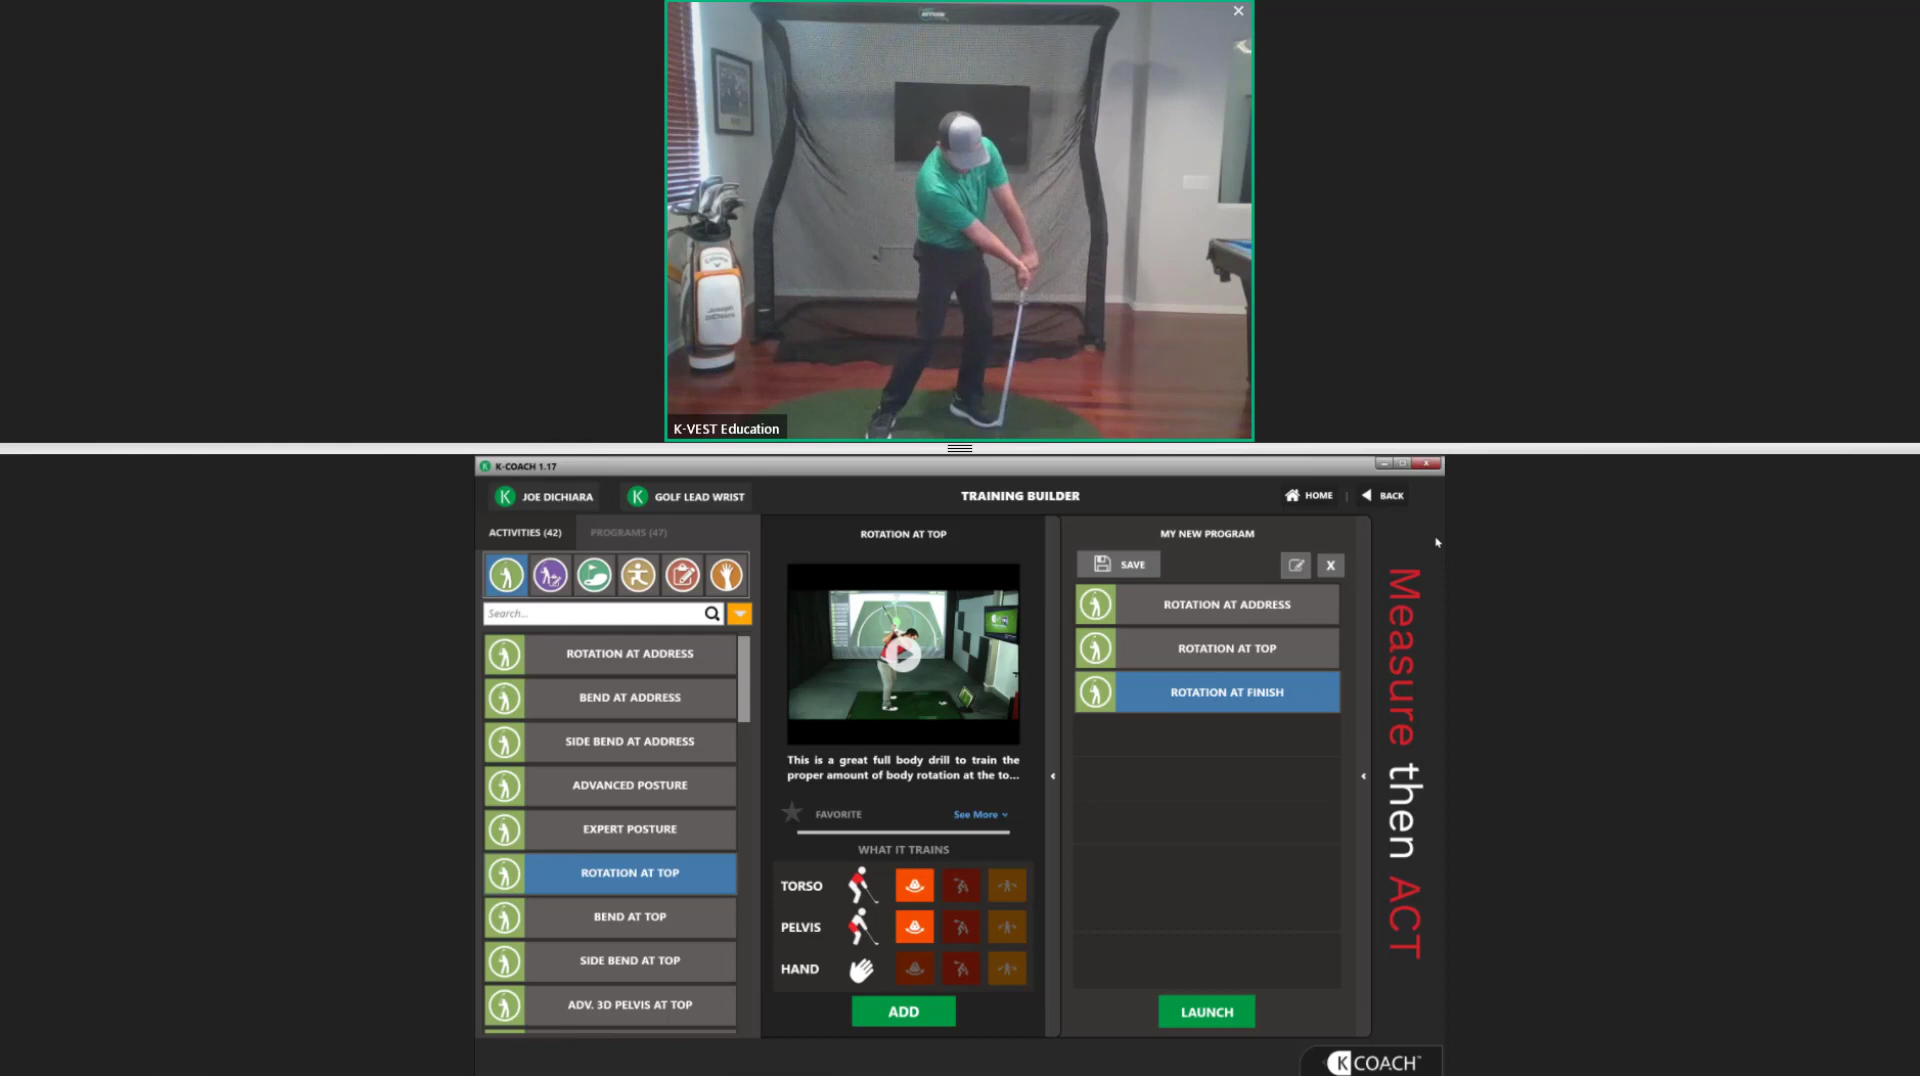 K-VEST Education
K-COACH 1.17
K JOE DICHIARA
K GOLF LEAD WRIST
TRAINING BUILDER
HOME
BACK
ACTIVITIES (42)
PROGRAMS (47)
Search...
ROTATION AT ADDRESS
BEND AT ADDRESS
SIDE BEND AT ADDRESS
ADVANCED POSTURE
EXPERT POSTURE
ROTATION AT TOP
BEND AT TOP
SIDE BEND AT TOP
ADV. 3D PELVIS AT TOP
ROTATION AT TOP
This is a great full body drill to train the
proper amount of body rotation at the to...
FAVORITE
See More
WHAT IT TRAINS
TORSO
PELVIS
HAND
ADD
MY NEW PROGRAM
SAVE
X
ROTATION AT ADDRESS
ROTATION AT TOP
ROTATION AT FINISH
LAUNCH
Measure then ACT
K COACH™